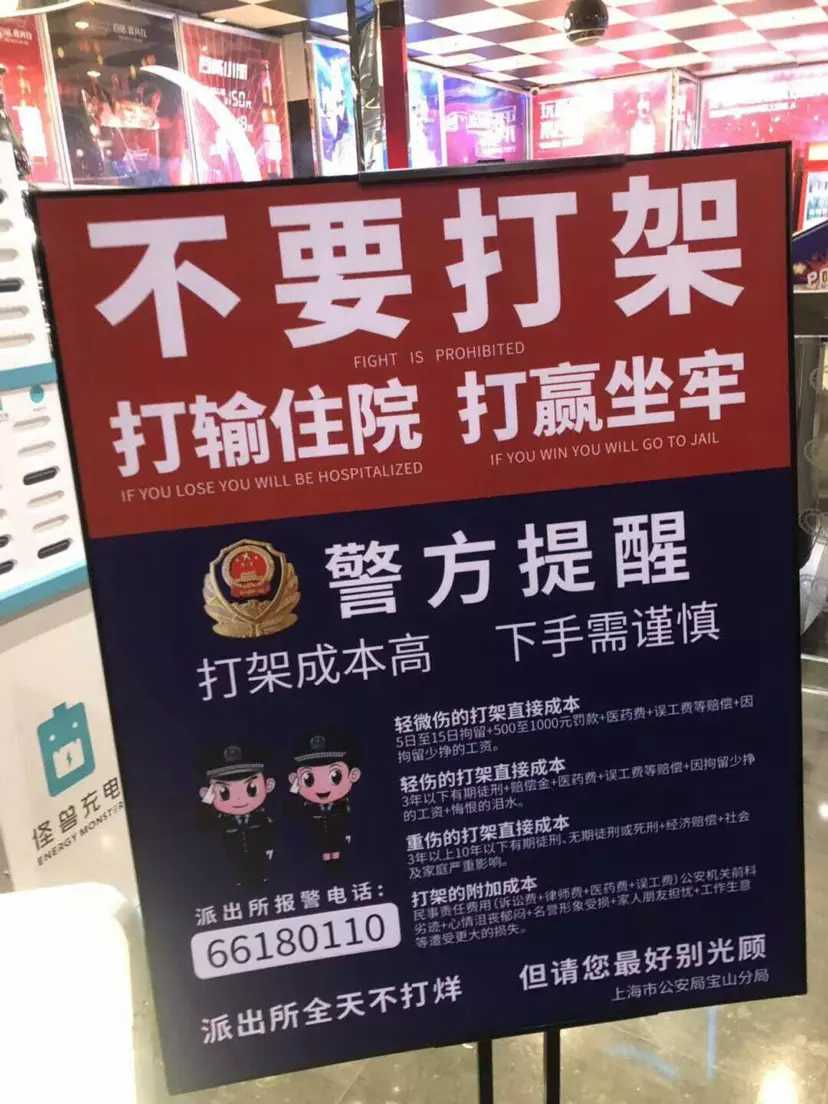 不要打架
FIGHT IS PROHIBITED
打输住院 打赢坐牢
IF YOU LOSE YOU WILL BE HOSPITALIZED
IF YOU WIN YOU WILL GO TO JAIL
警方提醒
打架成本高 下手需谨慎
轻微伤的打架直接成本
5日至15日拘留+500至1000元罚款+医药费+误工费等赔偿+因
拘留少挣的工资。
轻伤的打架直接成本
3年以下有期徒刑+赔偿金+医药费+误工费等赔偿+因拘留少挣
的工资+悔恨的泪水。
重伤的打架直接成本
3年以上10年以下有期徒刑、无期徒刑或死刑+经济赔偿+社会
及家庭严重影响。
打架的附加成本
民事责任费用(诉讼费+律师费+医药费+误工费)公安机关前科
劣迹+心情沮丧郁闷+名誉形象受损+家人朋友担忧+工作生意
等遭受更大的损失。
派出所报警电话:
66180110
派出所全天不打烊 但请您最好别光顾
上海市公安局宝山分局
怪兽充电
ENERGY MONSTER